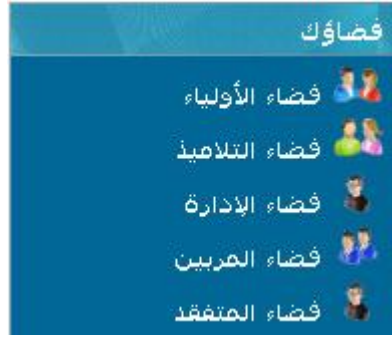 فضاؤك
فضاء الأولياء
فضاء التلاميذ
فضاء الإدارة
فضاء المربين
فضاء المتفقد